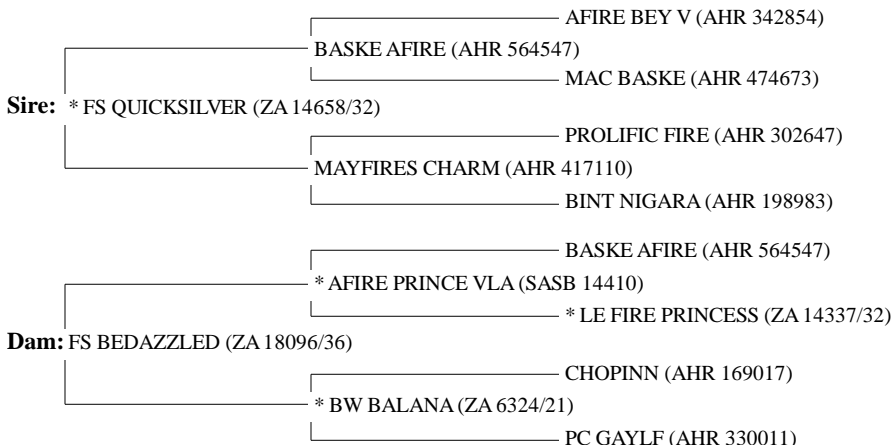 AFIRE BEY V (AHR 342854)
BASKE AFIRE (AHR 564547)
MAC BASKE (AHR 474673)
Sire: * FS QUICKSILVER (ZA 14658/32)
PROLIFIC FIRE (AHR 302647)
MAYFIRES CHARM (AHR 417110)
BINT NIGARA (AHR 198983)
BASKE AFIRE (AHR 564547)
* AFIRE PRINCE VLA (SASB 14410)
* LE FIRE PRINCESS (ZA 14337/32)
Dam: FS BEDAZZLED (ZA 18096/36)
CHOPINN (AHR 169017)
* BW BALANA (ZA 6324/21)
PC GAYLF (AHR 330011)